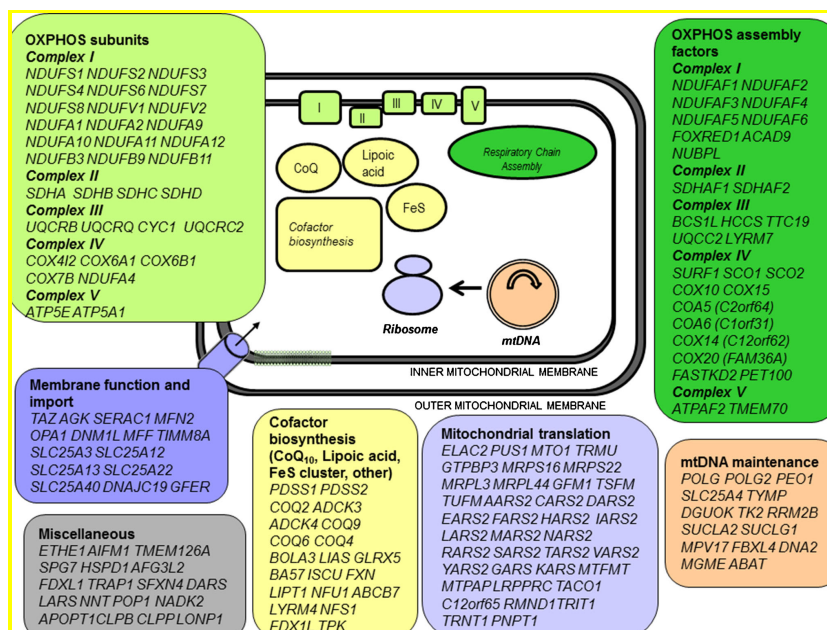 OXPHOS subunits
Complex I
NDUFS1 NDUFS2 NDUFS3
NDUFS4 NDUFS6 NDUFS7
NDUFS8 NDUFV1 NDUFV2
NDUFA1 NDUFA2 NDUFA9
NDUFA10 NDUFA11 NDUFA12
NDUFB3 NDUFB9 NDUFB11
Complex II
SDHA SDHB SDHC SDHD
Complex III
UQCRB UQCRQ CYC1 UQCRC2
Complex IV
COX4I2 COX6A1 COX6B1
COX7B NDUFA4
Complex V
ATP5E ATP5A1
I
II
III
IV
V
CoQ
Lipoic
acid
FeS
Cofactor
biosynthesis
Respiratory Chain
Assembly
Ribosome
mtDNA
INNER MITOCHONDRIAL MEMBRANE
OUTER MITOCHONDRIAL MEMBRANE
OXPHOS assembly
factors
Complex I
NDUFAF1 NDUFAF2
NDUFAF3 NDUFAF4
NDUFAF5 NDUFAF6
FOXRED1 ACAD9
NUBPL
Complex II
SDHAF1 SDHAF2
Complex III
BCS1L HCCS TTC19
UQCC2 LYRM7
Complex IV
SURF1 SCO1 SCO2
COX10 COX15
COA5 (C2orf64)
COA6 (C1orf31)
COX14 (C12orf62)
COX20 (FAM36A)
FASTKD2 PET100
Complex V
ATPAF2 TMEM70
Membrane function and
import
TAZ AGK SERAC1 MFN2
OPA1 DNM1L MFF TIMM8A
SLC25A3 SLC25A12
SLC25A13 SLC25A22
SLC25A40 DNAJC19 GFER
Miscellaneous
ETHE1 AIFM1 TMEM126A
SPG7 HSPD1 AFG3L2
FDXL1 TRAP1 SFXN4 DARS
LARS NNT POP1 NADK2
APOPT1 CLPB CLPP LONP1
Cofactor
biosynthesis
(CoQ10, Lipoic acid,
FeS cluster, other)
PDSS1 PDSS2
COQ2 ADCK3
ADCK4 COQ9
COQ6 COQ4
BOLA3 LIAS GLRX5
BA57 ISCU FXN
LIPT1 NFU1 ABCB7
LYRM4 NFS1
FDX1L TPK
Mitochondrial translation
ELAC2 PUS1 MTO1 TRMU
GTPBP3 MRPS16 MRPS22
MRPL3 MRPL44 GFM1 TSFM
TUFM AARS2 CARS2 DARS2
EARS2 FARS2 HARS2 IARS2
LARS2 MARS2 NARS2
RARS2 SARS2 TARS2 VARS2
YARS2 GARS KARS MTFMT
MTPAP LRPPRC TACO1
C12orf65 RMND1 TRIT1
TRNT1 PNPT1
mtDNA maintenance
POLG POLG2 PEO1
SLC25A4 TYMP
DGUOK TK2 RRM2B
SUCLA2 SUCLG1
MPV17 FBXL4 DNA2
MGME ABAT